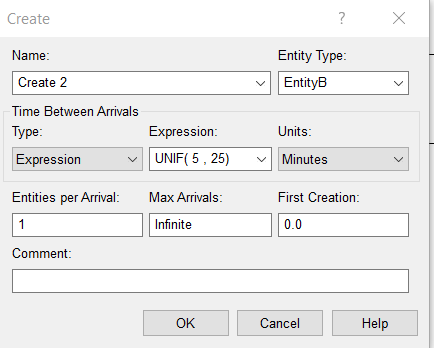 Create ?
Name: Entity Type:
Create 2 EntityB
Time Between Arrivals
Type: Expression: Units:
Expression UNIF( 5 , 25) Minutes
Entities per Arrival: Max Arrivals: First Creation:
1 Infinite 0.0
Comment:
OK Cancel Help